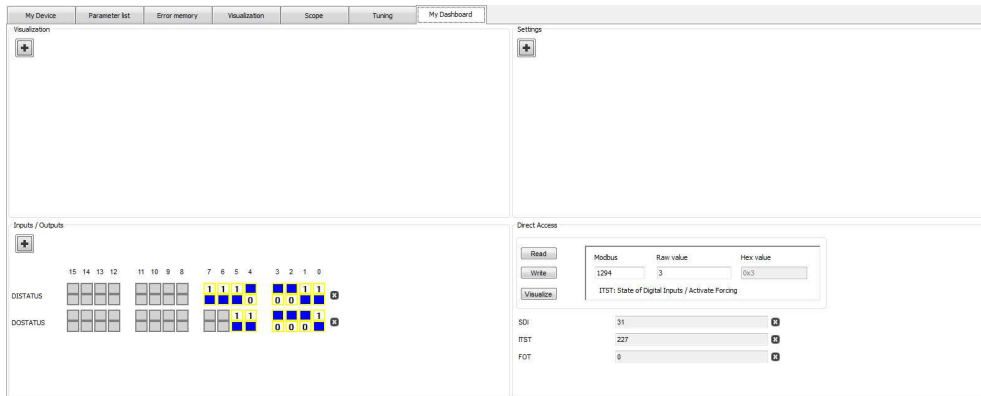 My Device Parameter list Error memory Visualization Scope Tuning My Dashboard
Visualization
Settings
Inputs / Outputs
15 14 13 12 11 10 9 8 7 6 5 4 3 2 1 0
DISTATUS 1 1 1 1 1
0 0 0
DOSTATUS 1 1 1
0 0 0
Direct Access
Read
Write
Visualize
Modbus Raw value Hex value
1294 3 0x3
ITST: State of Digital Inputs / Activate Forcing
SDI 31
ITST 227
FOT 0